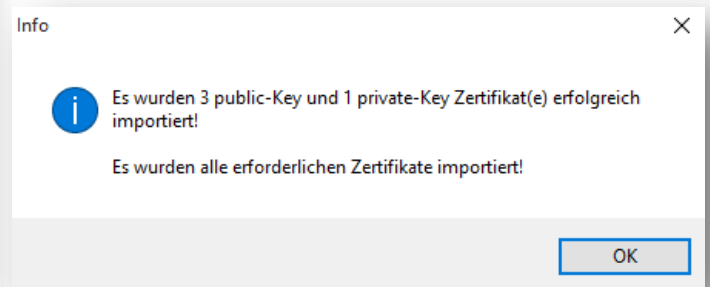 Info
Es wurden 3 public-Key und 1 private-Key Zertifikat(e) erfolgreich
importiert!
Es wurden alle erforderlichen Zertifikate importiert!
OK